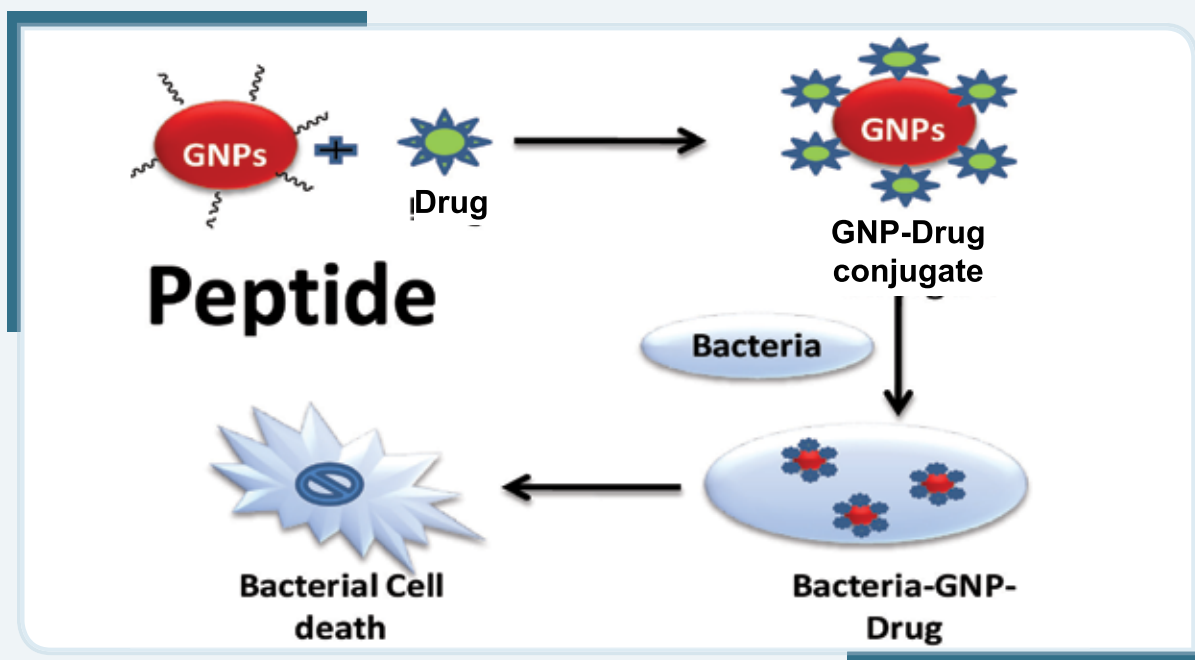 GNPs
+
Drug
GNPs
GNP-Drug
conjugate
Peptide
Bacteria
Bacterial Cell
death
Bacteria-GNP-
Drug